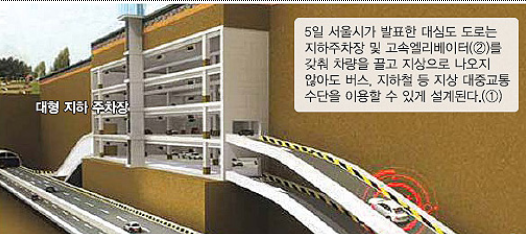 5일 서울시가 발표한 대심도 도로는
지하주차장 및 고속엘리베이터(②)를
갖춰 차량을 끌고 지상으로 나오지
않아도 버스, 지하철 등 지상 대중교통
수단을 이용할 수 있게 설계된다.(①)
대형 지하 주차장